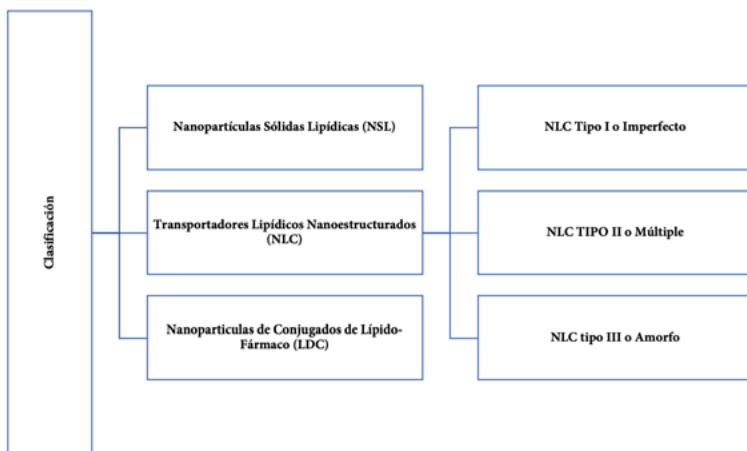 Clasificación
Nanopartículas Sólidas Lipídicas (NSL)
Transportadores Lipídicos Nanoestructurados
(NLC)
Nanoparticulas de Conjugados de Lípido-
Fármaco (LDC)
NLC Tipo I o Imperfecto
NLC TIPO II o Múltiple
NLC tipo III o Amorfo